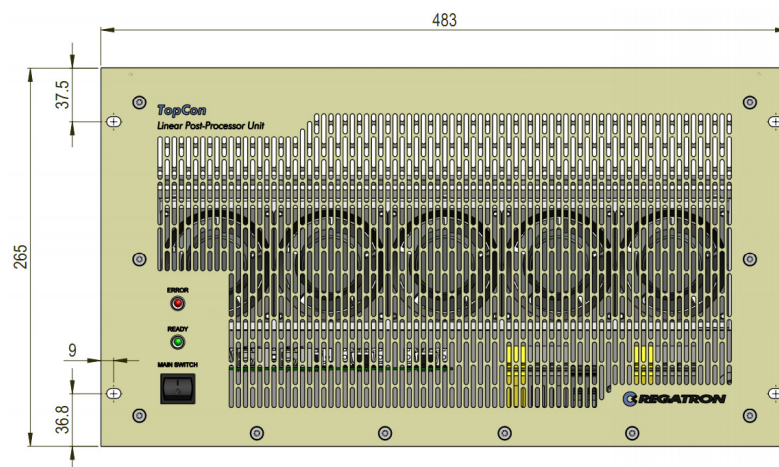 483
37.5
TopCon
Linear Post-Processor Unit
265
ERROR
READY
9
MAIN SWITCH
36.8
REGATRON